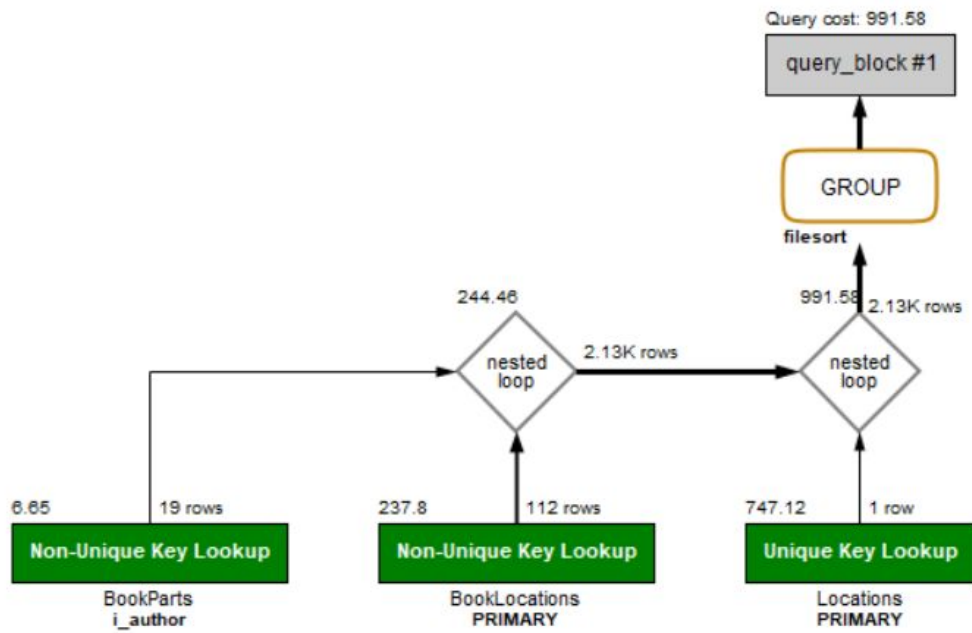 Query cost: 991.58
query_block #1
GROUP
filesort
244.46
991.58
2.13K rows
2.13K rows
nested
loop
nested
loop
6.65
19 rows
237.8
112 rows
747.12
1 row
Non-Unique Key Lookup
Non-Unique Key Lookup
Unique Key Lookup
BookParts
i_author
BookLocations
PRIMARY
Locations
PRIMARY